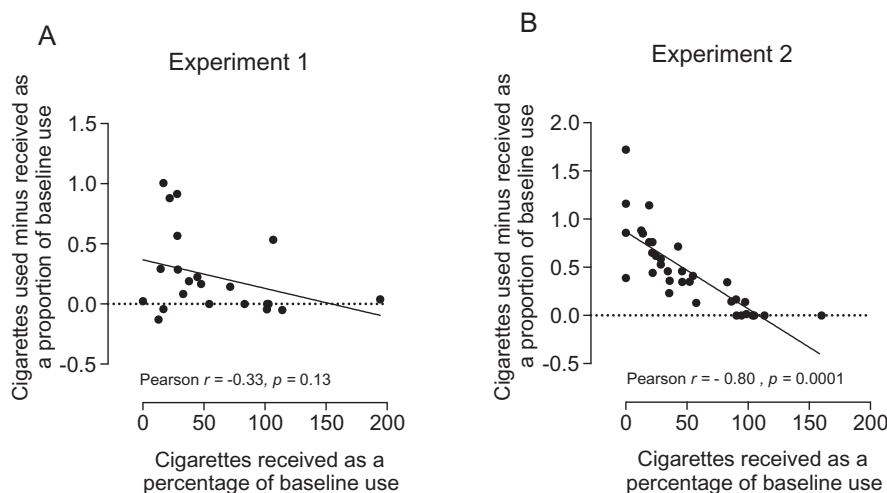 A
Experiment 1
Cigarettes used minus received as
a proportion of baseline use
1.5
1.0
0.5
0.0
-0.5
Pearson r = -0.33, p = 0.13
0
50
100
150
200
Cigarettes received as a
percentage of baseline use
B
Experiment 2
Cigarettes used minus received as
a proportion of baseline use
2.0
1.5
1.0
0.5
0.0
-0.5
Pearson r = - 0.80 , p = 0.0001
0
50
100
150
200
Cigarettes received as a
percentage of baseline use